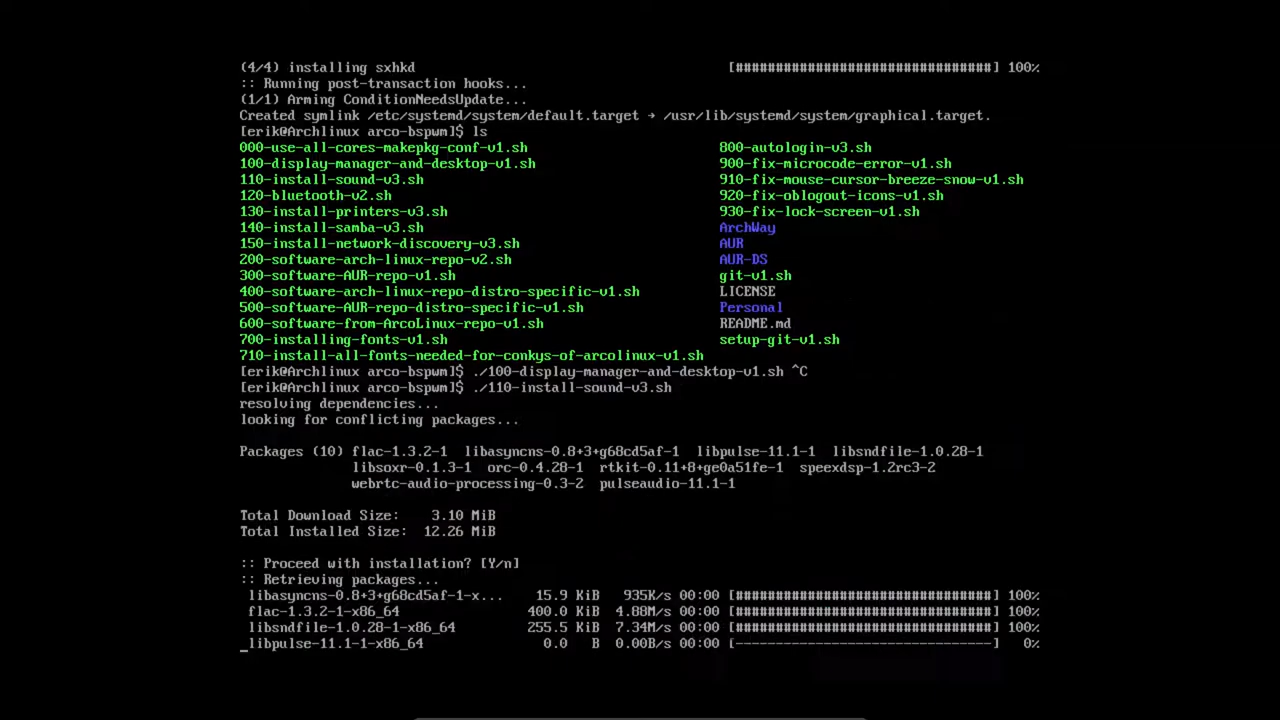 (4/4) installing sxhkd [################################] 100%
:: Running post-transaction hooks...
(1/1) Arming ConditionNeedsUpdate...
Created symlink /etc/systemd/system/default.target → /usr/lib/systemd/system/graphical.target.
[erik@Archlinux arco-bspwm]$ ls
000-use-all-cores-makepkg-conf-v1.sh 800-autologin-v3.sh
100-display-manager-and-desktop-v1.sh 900-fix-microcode-error-v1.sh
110-install-sound-v3.sh 910-fix-mouse-cursor-breeze-snow-v1.sh
120-bluetooth-v2.sh 920-fix-oblogout-icons-v1.sh
130-install-printers-v3.sh 930-fix-lock-screen-v1.sh
140-install-samba-v3.sh ArchWay
150-install-network-discovery-v3.sh AUR
200-software-arch-linux-repo-v2.sh AUR-DS
300-software-AUR-repo-v1.sh git-v1.sh
400-software-arch-linux-repo-distro-specific-v1.sh LICENSE
500-software-AUR-repo-distro-specific-v1.sh Personal
600-software-from-ArcoLinux-repo-v1.sh README.md
700-installing-fonts-v1.sh setup-git-v1.sh
710-install-all-fonts-needed-for-conkys-of-arcolinux-v1.sh
[erik@Archlinux arco-bspwm]$ ./100-display-manager-and-desktop-v1.sh ^C
[erik@Archlinux arco-bspwm]$ ./110-install-sound-v3.sh
resolving dependencies...
looking for conflicting packages...
Packages (10) flac-1.3.2-1 libasyncns-0.8+3+g68cd5af-1 libpulse-11.1-1 libsndfile-1.0.28-1
libsoxr-0.1.3-1 orc-0.4.28-1 rtkit-0.11+8+ge0a51fe-1 speexdsp-1.2rc3-2
webrtc-audio-processing-0.3-2 pulseaudio-11.1-1
Total Download Size: 3.10 MiB
Total Installed Size: 12.26 MiB
:: Proceed with installation? [Y/n]
:: Retrieving packages...
libasyncns-0.8+3+g68cd5af-1-x... 15.9 KiB 935K/s 00:00 [################################] 100%
flac-1.3.2-1-x86_64 400.0 KiB 4.88M/s 00:00 [################################] 100%
libsndfile-1.0.28-1-x86_64 255.5 KiB 7.34M/s 00:00 [################################] 100%
_libpulse-11.1-1-x86_64 0.0 B 0.00B/s 00:00 [--------------------------------] 0%